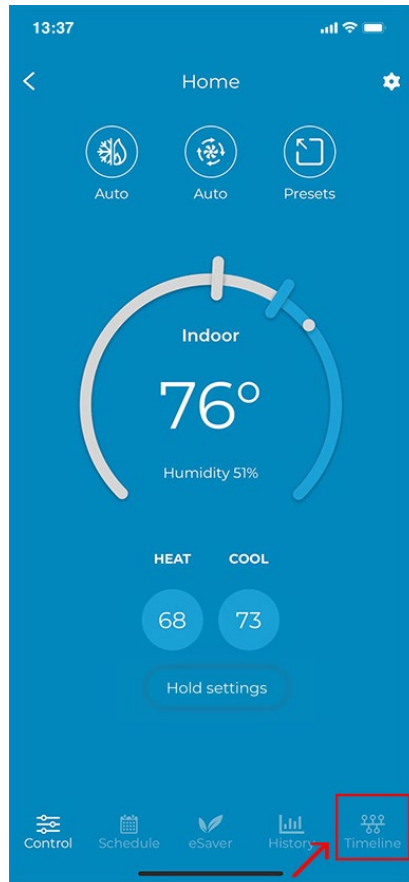 13:37
Home
Auto Auto Presets
Indoor
76°
Humidity 51%
HEAT COOL
68 73
Hold settings
Control Schedule eSaver History Timeline